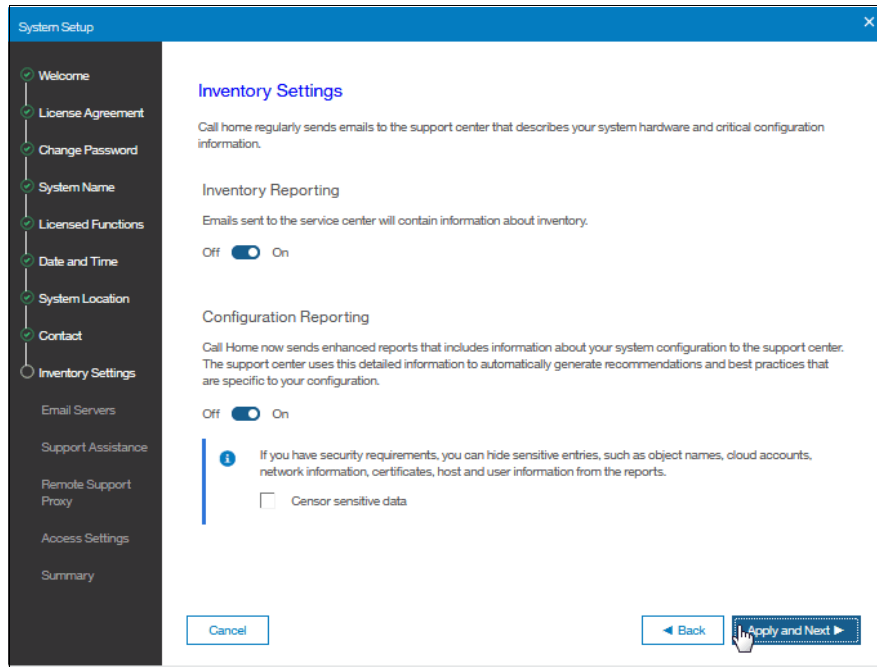 System Setup
×
Welcome
License Agreement
Change Password
System Name
Licensed Functions
Date and Time
System Location
Contact
Inventory Settings
Email Servers
Support Assistance
Remote Support
Proxy
Access Settings
Summary
Inventory Settings
Call home regularly sends emails to the support center that describes your system hardware and critical configuration
information.
Inventory Reporting
Emails sent to the service center will contain information about inventory.
Off On
Configuration Reporting
Call Home now sends enhanced reports that includes information about your system configuration to the support center.
The support center uses this detailed information to automatically generate recommendations and best practices that
are specific to your configuration.
Off On
If you have security requirements, you can hide sensitive entries, such as object names, cloud accounts,
network information, certificates, host and user information from the reports.
Censor sensitive data
Cancel
◀ Back
Apply and Next ▶